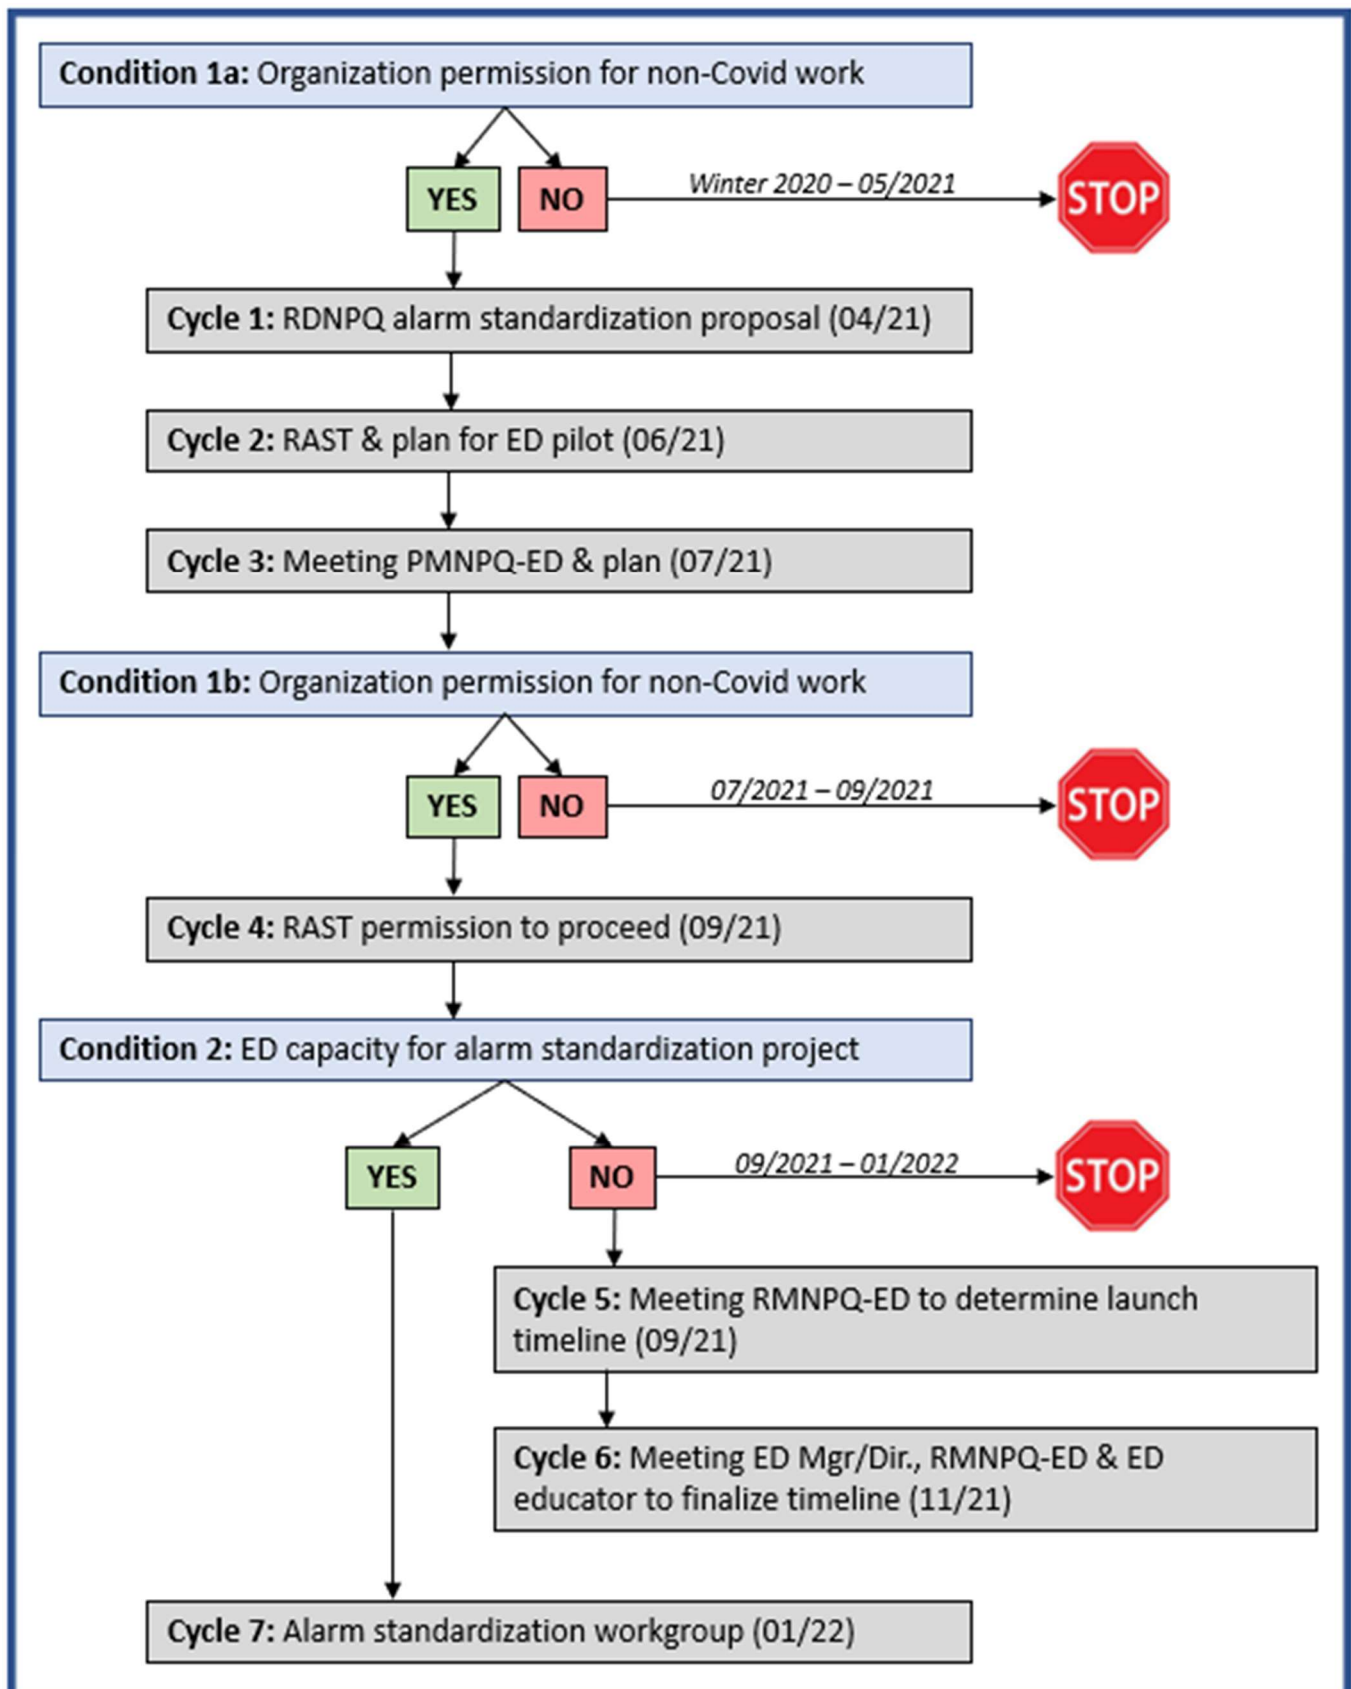 Condition 1a: Organization permission for non-Covid work
YES
NO
Winter 2020 – 05/2021
STOP
Cycle 1: RDNPQ alarm standardization proposal (04/21)
Cycle 2: RAST & plan for ED pilot (06/21)
Cycle 3: Meeting PMNPQ-ED & plan (07/21)
Condition 1b: Organization permission for non-Covid work
YES
NO
07/2021 – 09/2021
STOP
Cycle 4: RAST permission to proceed (09/21)
Condition 2: ED capacity for alarm standardization project
YES
NO
09/2021 – 01/2022
STOP
Cycle 5: Meeting RMNPQ-ED to determine launch
timeline (09/21)
Cycle 6: Meeting ED Mgr/Dir., RMNPQ-ED & ED
educator to finalize timeline (11/21)
Cycle 7: Alarm standardization workgroup (01/22)